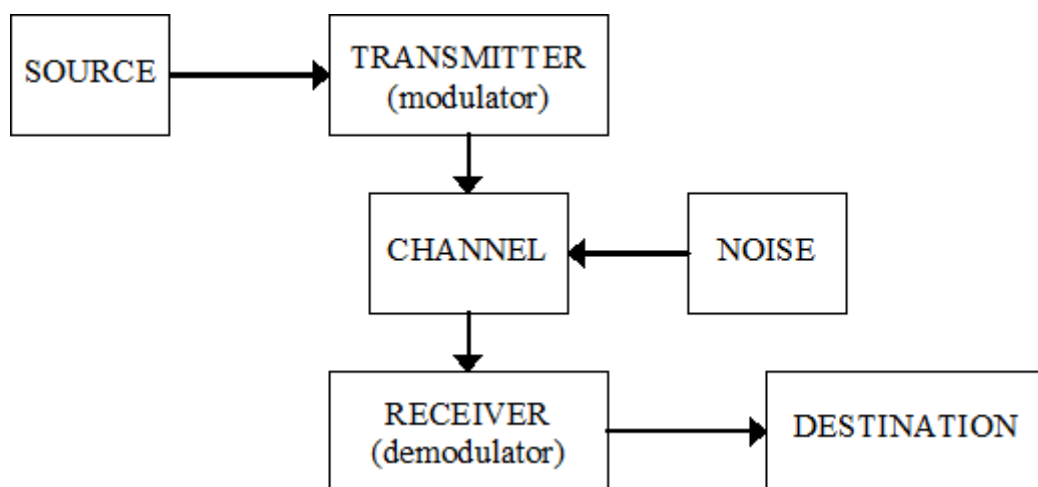 SOURCE
TRANSMITTER
(modulator)
CHANNEL
NOISE
RECEIVER
(demodulator)
DESTINATION